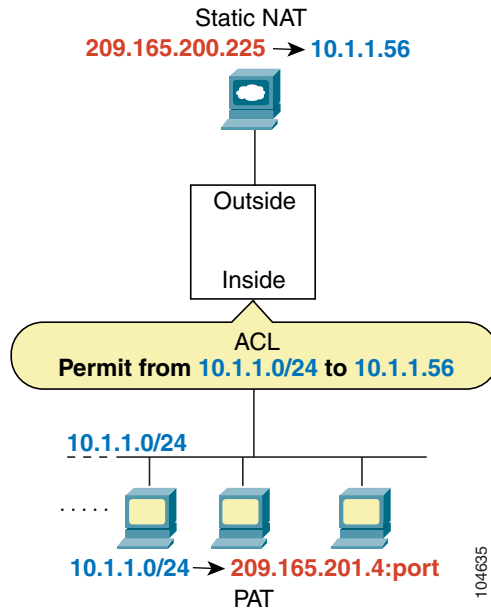 Static NAT
209.165.200.225 → 10.1.1.56
Outside
Inside
ACL
Permit from 10.1.1.0/24 to 10.1.1.56
10.1.1.0/24
10.1.1.0/24 → 209.165.201.4:port
PAT
104635